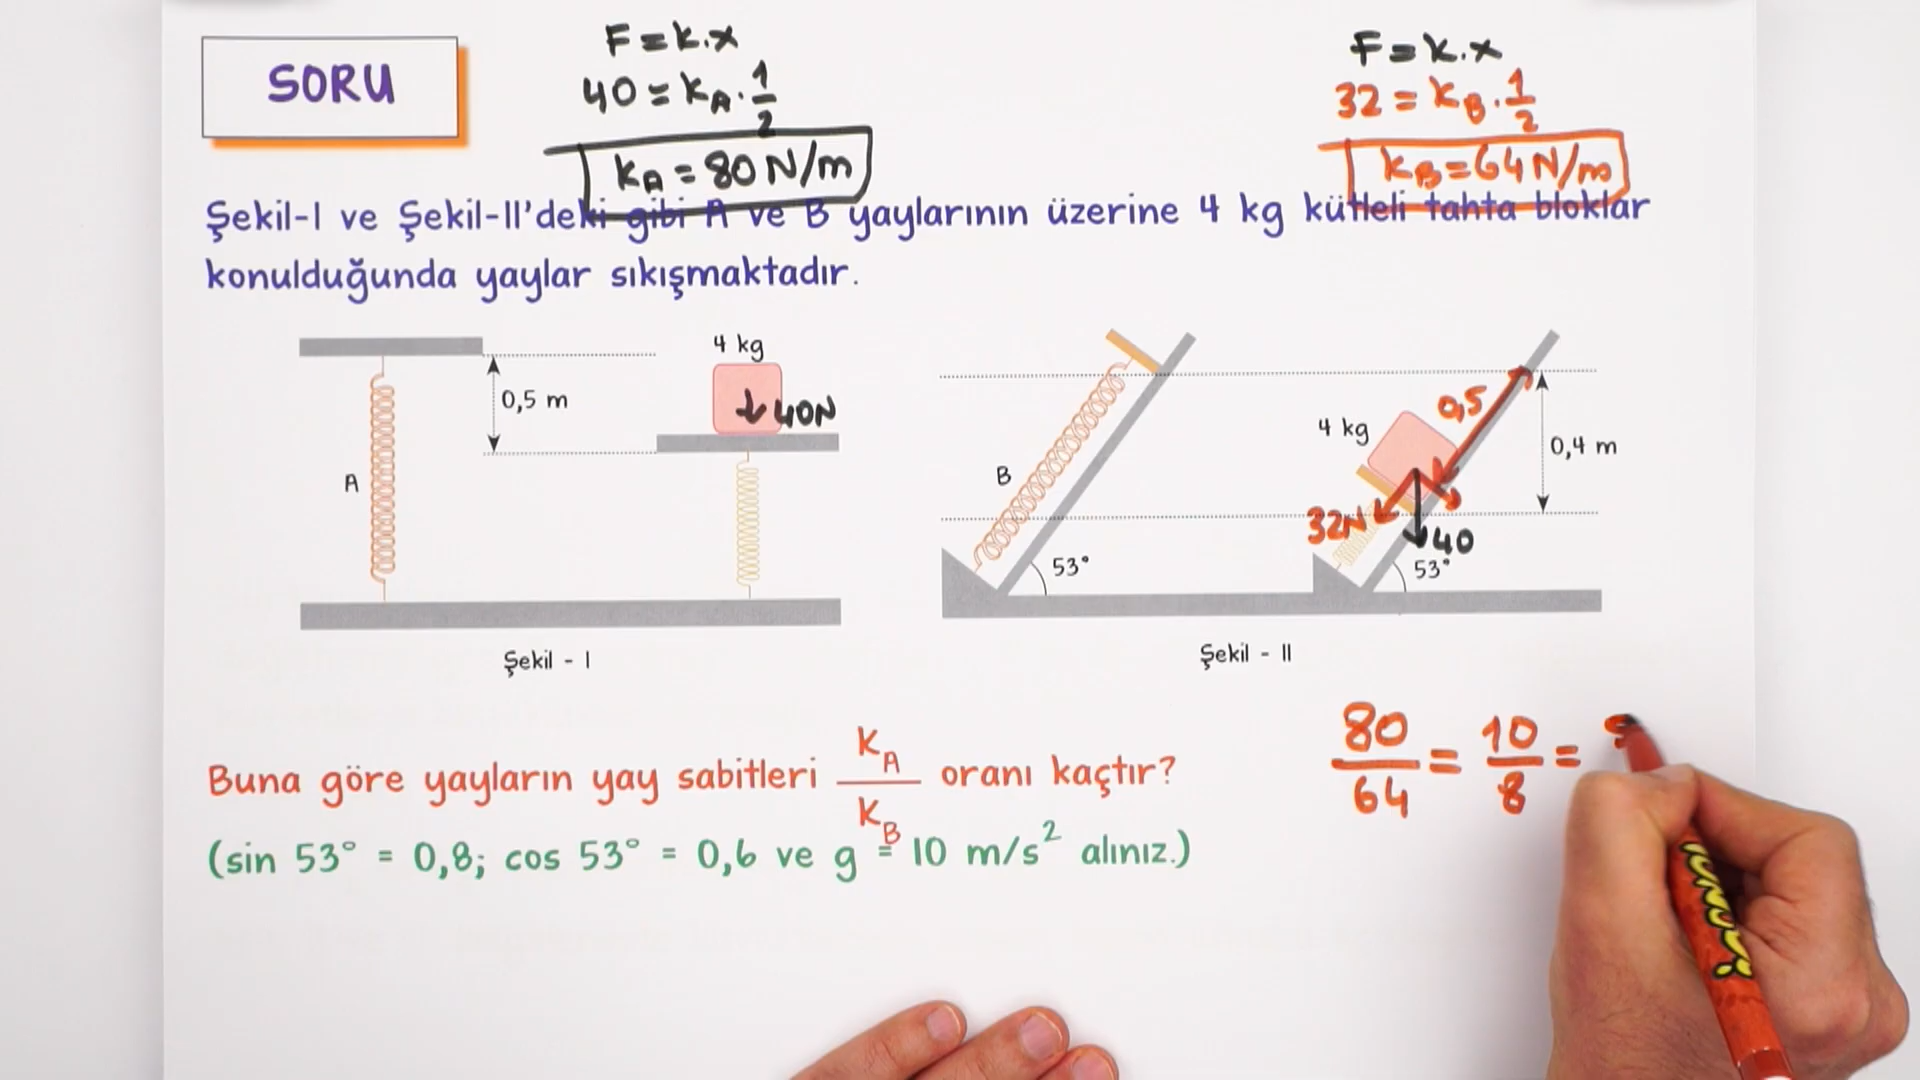 SORU
F = k.x
40 = kA . 1/2
kA = 80 N/m
F = k.x
32 = kB . 1/2
kB = 64 N/m
Şekil-I ve Şekil-II'deki gibi A ve B yaylarının üzerine 4 kg kütleli tahta bloklar
konulduğunda yaylar sıkışmaktadır.
4 kg
0,5 m
40N
A
Şekil - I
B
53°
4 kg
0,5
0,4 m
32N
40
53°
Şekil - II
Buna göre yayların yay sabitleri KA/KB oranı kaçtır?
(sin 53° = 0,8; cos 53° = 0,6 ve g = 10 m/s² alınız.)
80/64 = 10/8 =